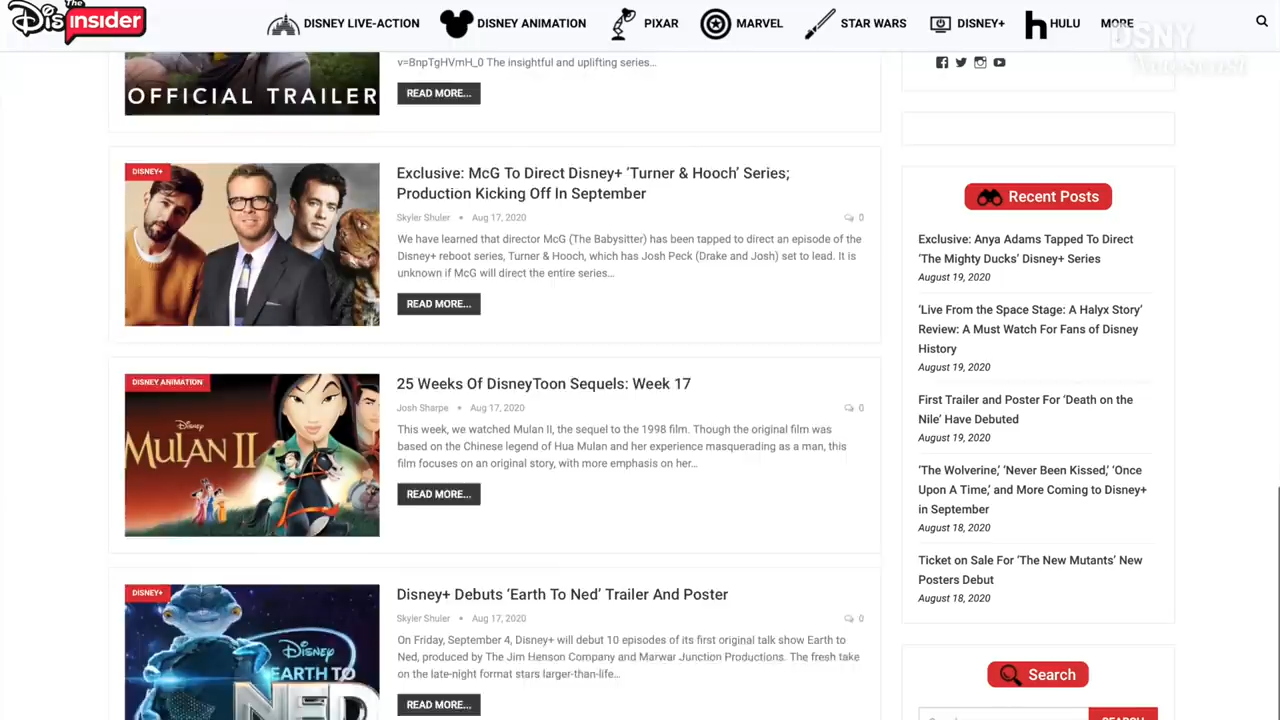 The
DisInsider
DISNEY LIVE-ACTION
DISNEY ANIMATION
PIXAR
MARVEL
STAR WARS
DISNEY+
HULU
MORE
DSNY
Newscast
v=8npTgHVmH_0 The insightful and uplifting series...
OFFICIAL TRAILER
READ MORE...
DISNEY+
Exclusive: McG To Direct Disney+ ‘Turner & Hooch’ Series;
Production Kicking Off In September
Skyler Shuler • Aug 17, 2020
0
We have learned that director McG (The Babysitter) has been tapped to direct an episode of the
Disney+ reboot series, Turner & Hooch, which has Josh Peck (Drake and Josh) set to lead. It is
unknown if McG will direct the entire series...
READ MORE...
DISNEY ANIMATION
Disney
MULAN II
25 Weeks Of DisneyToon Sequels: Week 17
Josh Sharpe • Aug 17, 2020
0
This week, we watched Mulan II, the sequel to the 1998 film. Though the original film was
based on the Chinese legend of Hua Mulan and her experience masquerading as a man, this
film focuses on an original story, with more emphasis on her...
READ MORE...
DISNEY+
Disney
EARTH TO
NED
Disney+ Debuts ‘Earth To Ned’ Trailer And Poster
Skyler Shuler • Aug 17, 2020
0
On Friday, September 4, Disney+ will debut 10 episodes of its first original talk show Earth to
Ned, produced by The Jim Henson Company and Marwar Junction Productions. The fresh take
on the late-night format stars larger-than-life...
READ MORE...
Recent Posts
Exclusive: Anya Adams Tapped To Direct
‘The Mighty Ducks’ Disney+ Series
August 19, 2020
‘Live From the Space Stage: A Halyx Story’
Review: A Must Watch For Fans of Disney
History
August 19, 2020
First Trailer and Poster For ‘Death on the
Nile’ Have Debuted
August 19, 2020
‘The Wolverine,’ ‘Never Been Kissed,’ ‘Once
Upon A Time,’ and More Coming to Disney+
in September
August 18, 2020
Ticket on Sale For ‘The New Mutants’ New
Posters Debut
August 18, 2020
Search
SEARCH